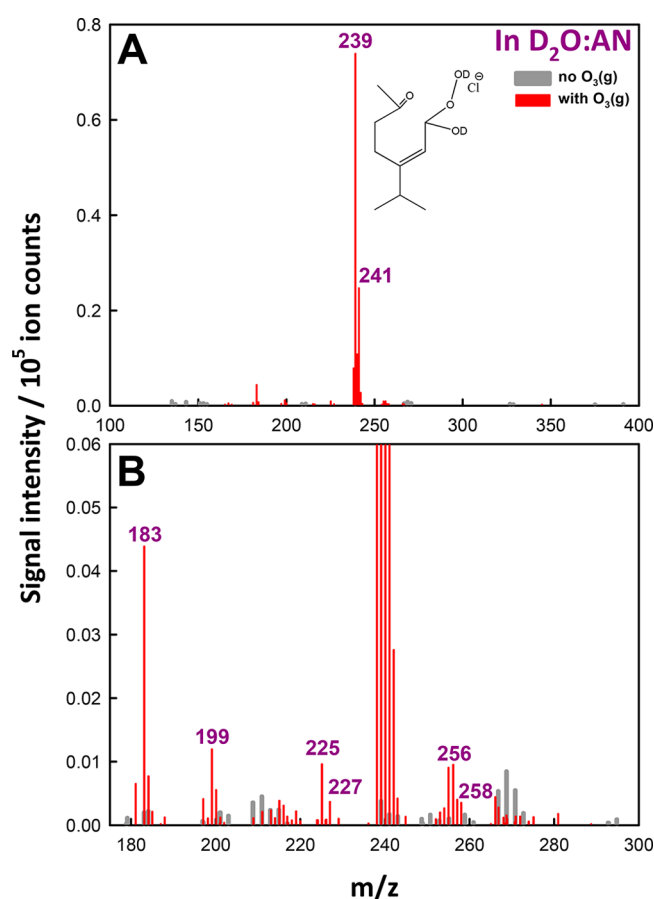 A
In D₂O:AN
no O₃(g)
with O₃(g)
239
241
OD
Cl ⊖
O
O
OD
0.8
0.6
0.4
0.2
0.0
100 150 200 250 300 350 400
Signal intensity / 10⁵ ion counts
B
183
199
225
227
256
258
0.06
0.05
0.04
0.03
0.02
0.01
0.00
180 200 220 240 260 280 300
m/z